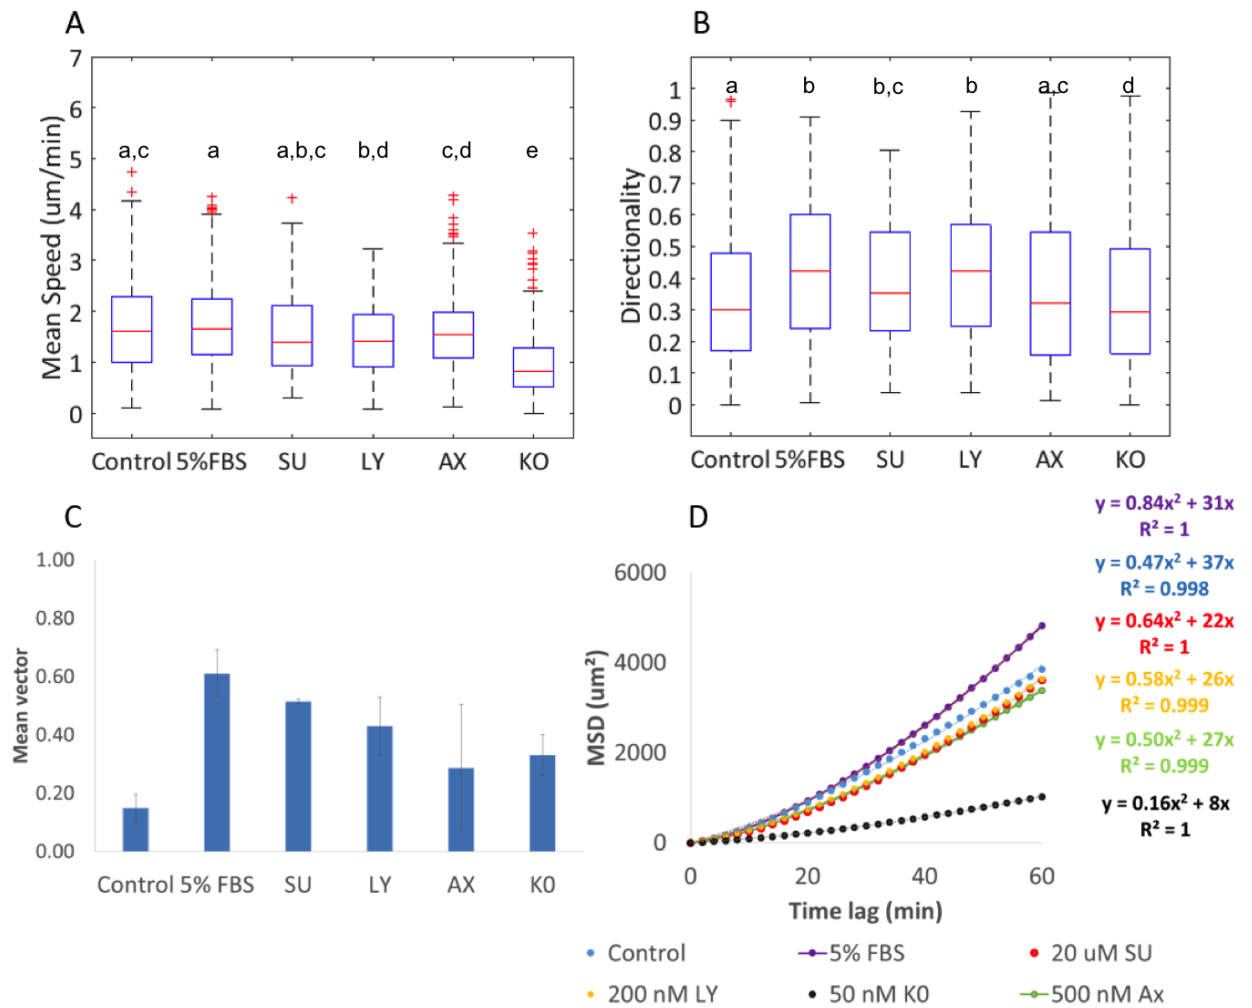 A
7
6
5
4
3
2
1
0
Mean Speed (um/min)
a,c
a
a,b,c
b,d
c,d
e
Control
5%FBS
SU
LY
AX
KO
B
1
0.9
0.8
0.7
0.6
0.5
0.4
0.3
0.2
0.1
0
Directionality
a
b
b,c
b
a,c
d
Control
5%FBS
SU
LY
AX
KO
C
1.00
0.80
0.60
0.40
0.20
0.00
Mean vector
Control
5% FBS
SU
LY
AX
K0
D
6000
4000
2000
0
MSD (um²)
0
20
40
60
Time lag (min)
y = 0.84x² + 31x
R² = 1
y = 0.47x² + 37x
R² = 0.998
y = 0.64x² + 22x
R² = 1
y = 0.58x² + 26x
R² = 0.999
y = 0.50x² + 27x
R² = 0.999
y = 0.16x² + 8x
R² = 1
Control
5% FBS
20 uM SU
200 nM LY
50 nM K0
500 nM Ax